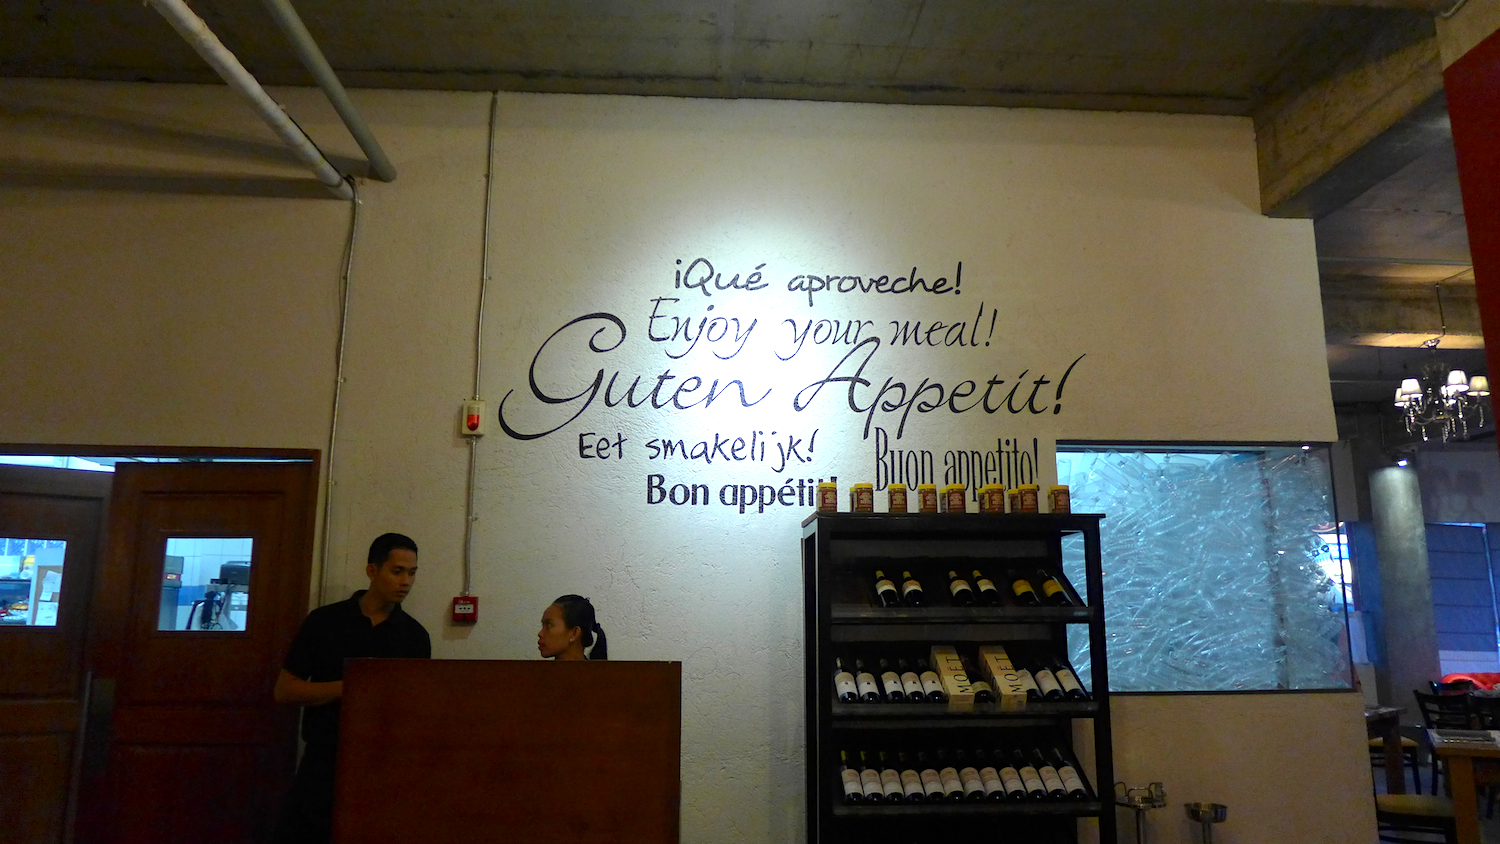 ¡Qué aproveche!
Enjoy your meal!
Guten Appetit!
Eet smakelijk!
Buon appetito!
Bon appétit!
MOËT
MOËT